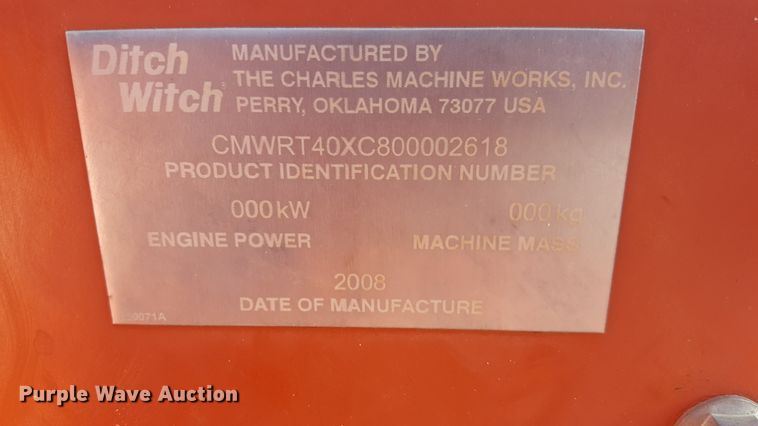 Ditch Witch®
MANUFACTURED BY
THE CHARLES MACHINE WORKS, INC.
PERRY, OKLAHOMA 73077 USA
CMWRT40XC800002618
PRODUCT IDENTIFICATION NUMBER
000kW 000kg
ENGINE POWER MACHINE MASS
2008
DATE OF MANUFACTURE
Purple Wave Auction